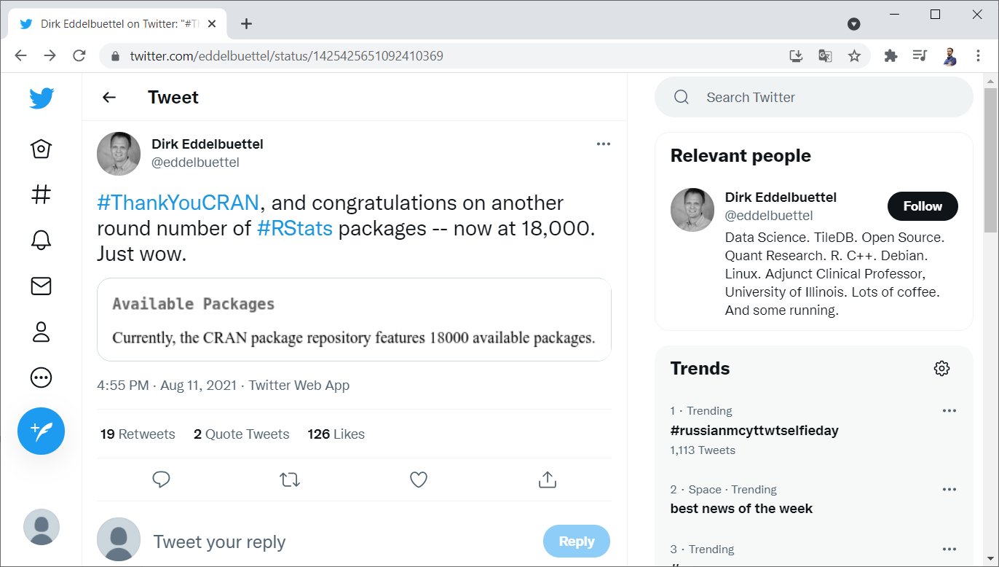 Dirk Eddelbuettel on Twitter: "#T
twitter.com/eddelbuettel/status/1425425651092410369
Tweet
Dirk Eddelbuettel
@eddelbuettel
#ThankYouCRAN, and congratulations on another
round number of #RStats packages -- now at 18,000.
Just wow.
Available Packages
Currently, the CRAN package repository features 18000 available packages.
4:55 PM · Aug 11, 2021 · Twitter Web App
19 Retweets 2 Quote Tweets 126 Likes
Tweet your reply
Reply
Search Twitter
Relevant people
Dirk Eddelbuettel
@eddelbuettel
Follow
Data Science. TileDB. Open Source.
Quant Research. R. C++. Debian.
Linux. Adjunct Clinical Professor,
University of Illinois. Lots of coffee.
And some running.
Trends
1 · Trending
#russianmcyttwtselfieday
1,113 Tweets
2 · Space · Trending
best news of the week
3 · Trending